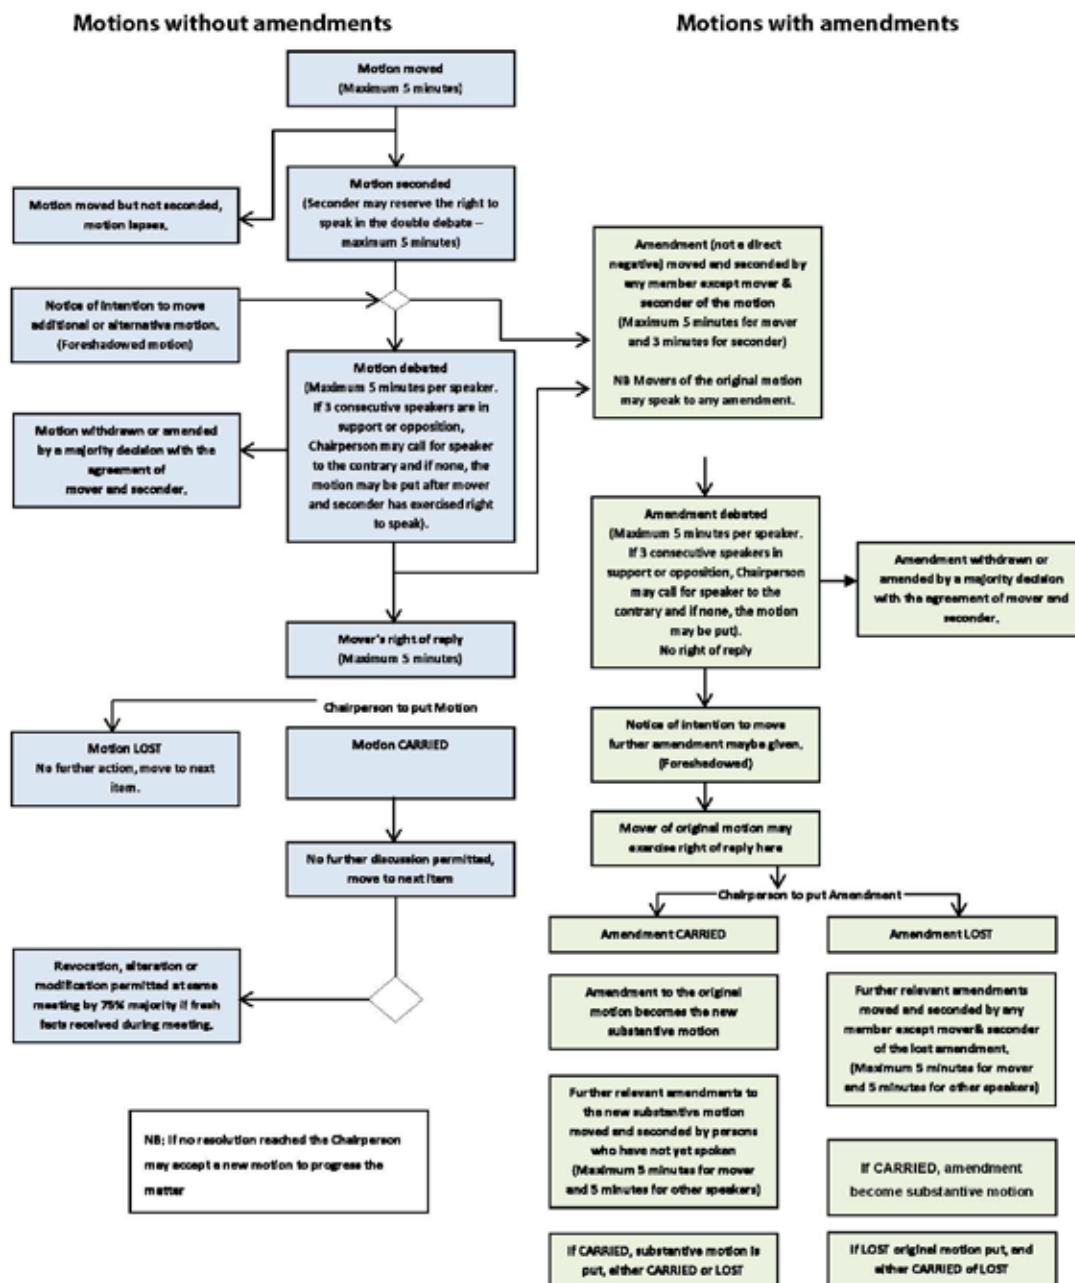 Motions without amendments
Motion moved
(Maximum 5 minutes)
Motion seconded
(Seconder may reserve the right to
speak in the double debate –
maximum 5 minutes)
Motion moved but not seconded,
motion lapses.
Notice of intention to move
additional or alternative motion.
(Foreshadowed motion)
Motion debated
(Maximum 5 minutes per speaker.
If 3 consecutive speakers are in
support or opposition,
Chairperson may call for speaker
to the contrary and if none, the
motion may be put after mover
and seconder has exercised right
to speak).
Motion withdrawn or amended
by a majority decision with the
agreement of
mover and seconder.
Mover's right of reply
(Maximum 5 minutes)
Chairperson to put Motion
Motion LOST
No further action, move to next
item.
Motion CARRIED
No further discussion permitted,
move to next item
Revocation, alteration or
modification permitted at same
meeting by 75% majority if fresh
facts received during meeting.
NB; If no resolution reached the Chairperson
may accept a new motion to progress the
matter
Motions with amendments
Amendment (not a direct
negative) moved and seconded by
any member except mover &
seconder of the motion
(Maximum 5 minutes for mover
and 3 minutes for seconder)
NB Movers of the original motion
may speak to any amendment.
Amendment debated
(Maximum 5 minutes per speaker.
If 3 consecutive speakers in
support or opposition, Chairperson
may call for speaker to the
contrary and if none, the motion
may be put).
No right of reply
Amendment withdrawn or
amended by a majority decision
with the agreement of mover and
seconder.
Notice of intention to move
further amendment maybe given.
(Foreshadowed)
Mover of original motion may
exercise right of reply here
Chairperson to put Amendment
Amendment CARRIED
Amendment to the original
motion becomes the new
substantive motion
Further relevant amendments to
the new substantive motion
moved and seconded by persons
who have not yet spoken
(Maximum 5 minutes for mover
and 5 minutes for other speakers)
If CARRIED, substantive motion is
put, either CARRIED or LOST
Amendment LOST
Further relevant amendments
moved and seconded by any
member except mover& seconder
of the lost amendment.
(Maximum 5 minutes for mover
and 5 minutes for other speakers)
If CARRIED, amendment
become substantive motion
If LOST original motion put, and
either CARRIED of LOST